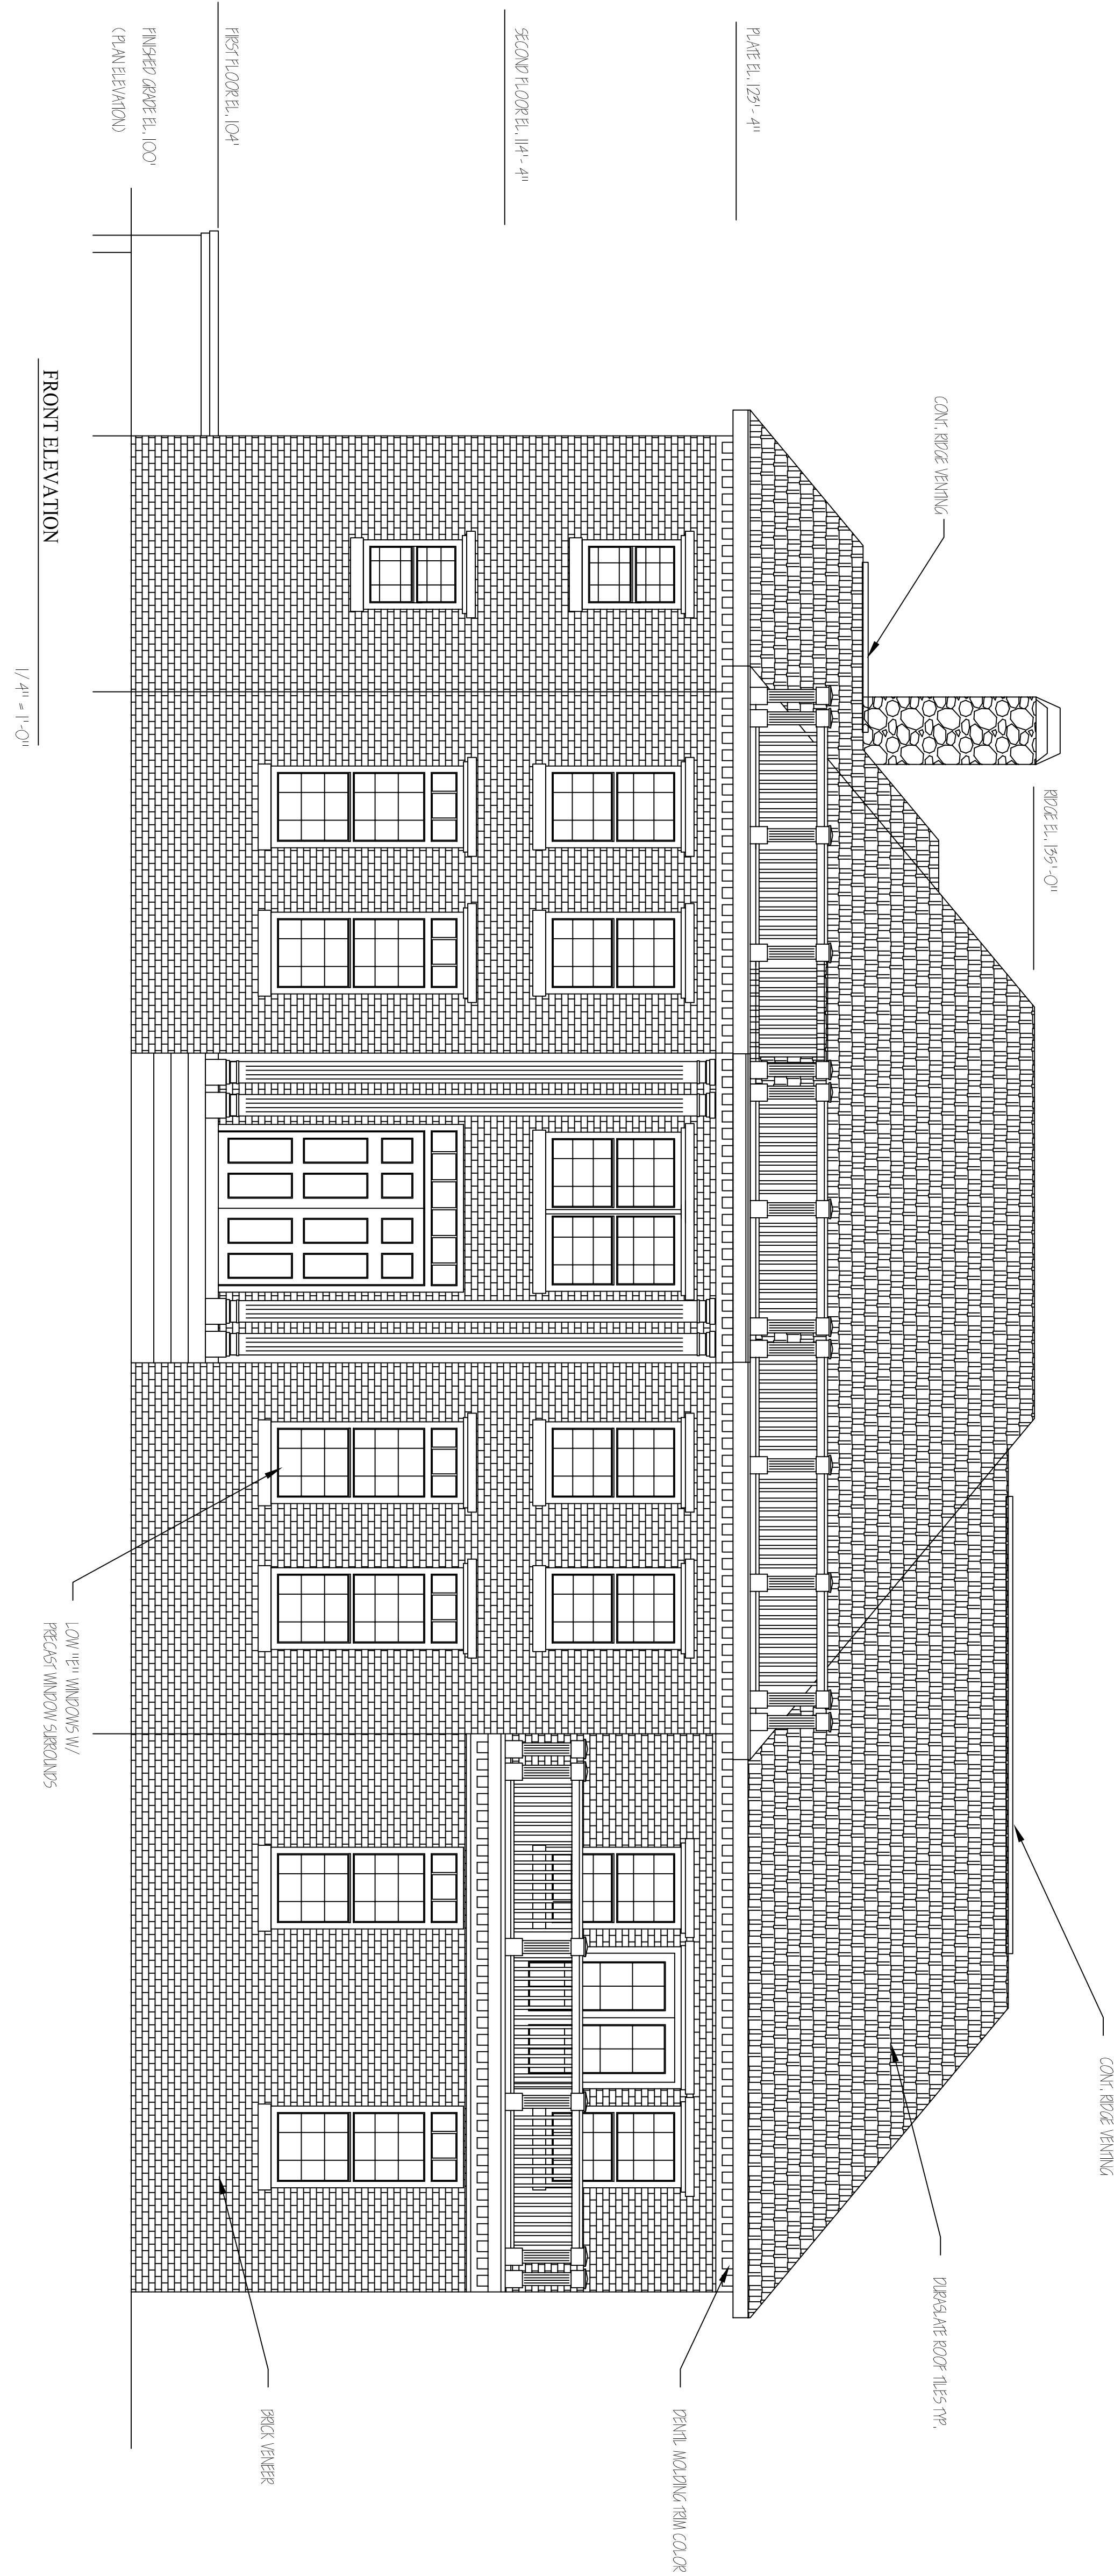 CONT. RIDGE VENTING
DURASLATE ROOF TILES TYP.
RIDGE EL. 135'-0"
CONT. RIDGE VENTING
PLATE EL. 123'- 4"
DENTIL MOLDING TRIM COLOR
SECOND FLOOR EL. 114'- 4"
FIRST FLOOR EL. 104'
BRICK VENEER
FINISHED GRADE EL. 100'
( PLAN ELEVATION)
LOW "E" WINDOWS W/
PRECAST WINDOW SURROUNDS
FRONT ELEVATION
1/4" = 1'-0"